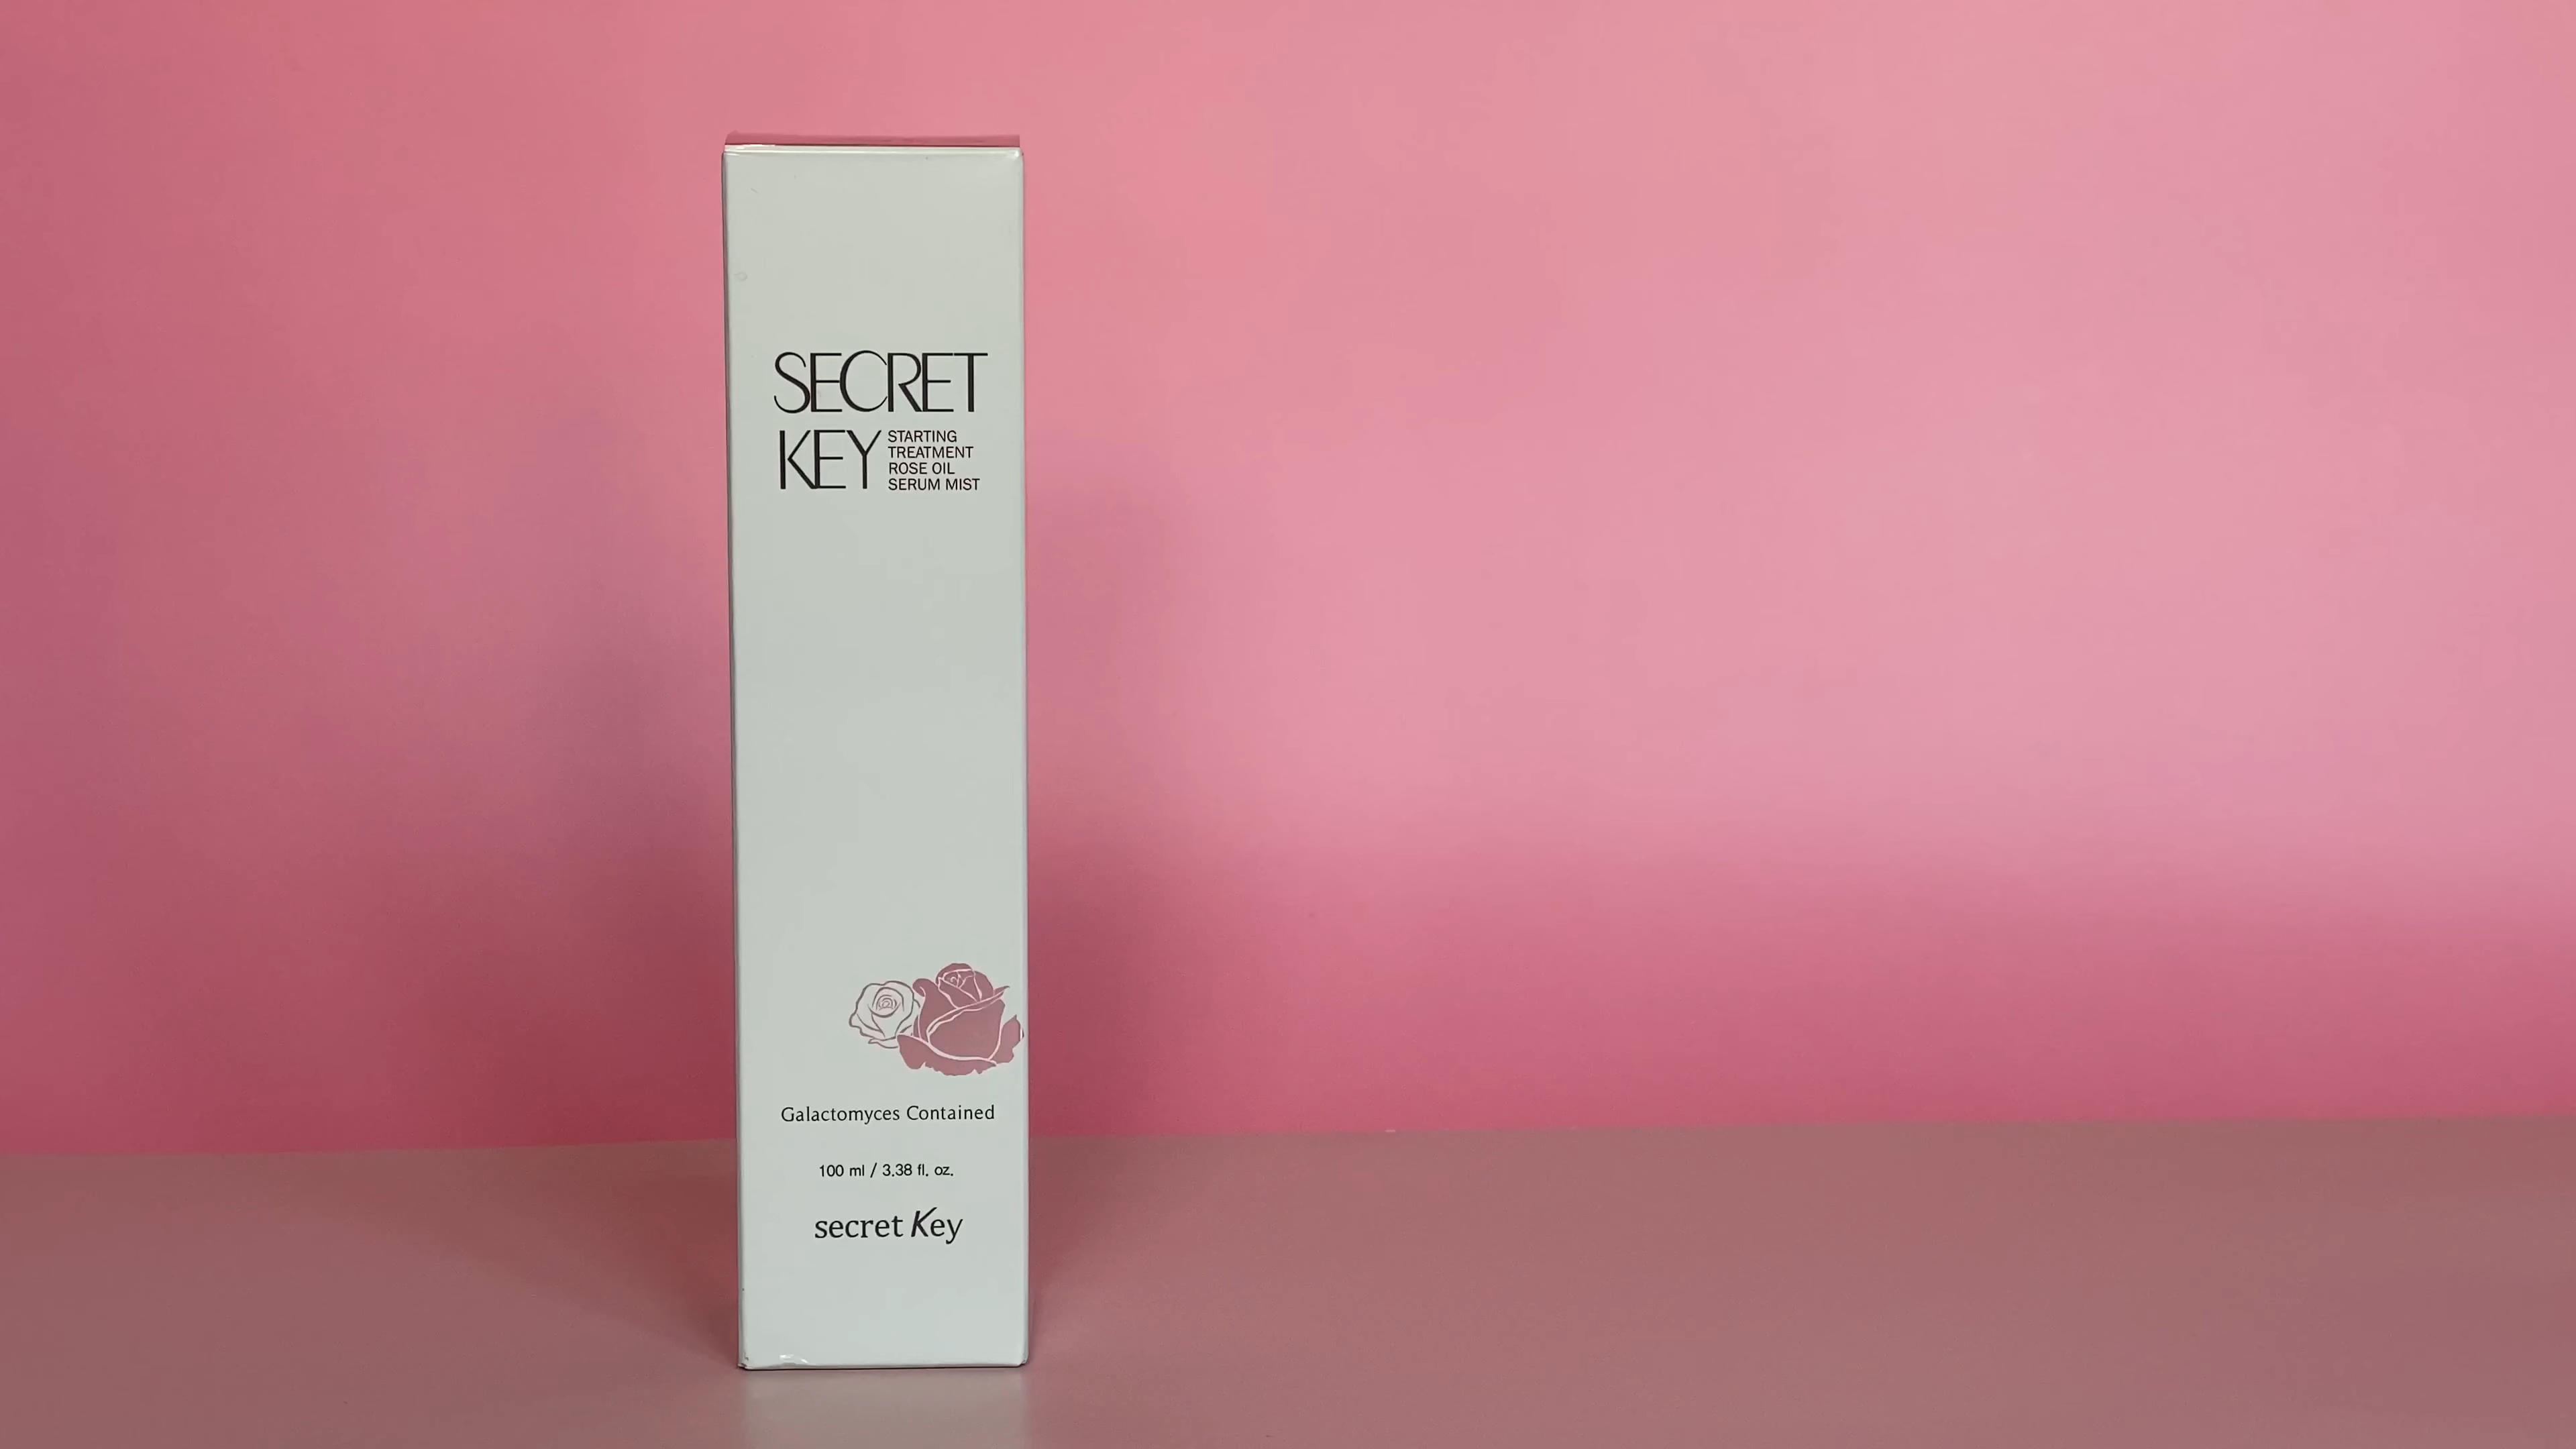 SECRET
KEY
STARTING
TREATMENT
ROSE OIL
SERUM MIST
Galactomyces Contained
100 ml / 3.38 fl. oz.
secret Key